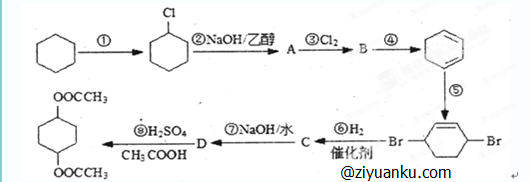 Cl
① ②NaOH/乙醇 A ③Cl₂ B ④
⑤
OOCCH₃
⑧H₂SO₄ D ⑦NaOH/水 C ⑥H₂ Br Br
CH₃COOH 催化剂
OOCCH₃
@ziyuanku.com